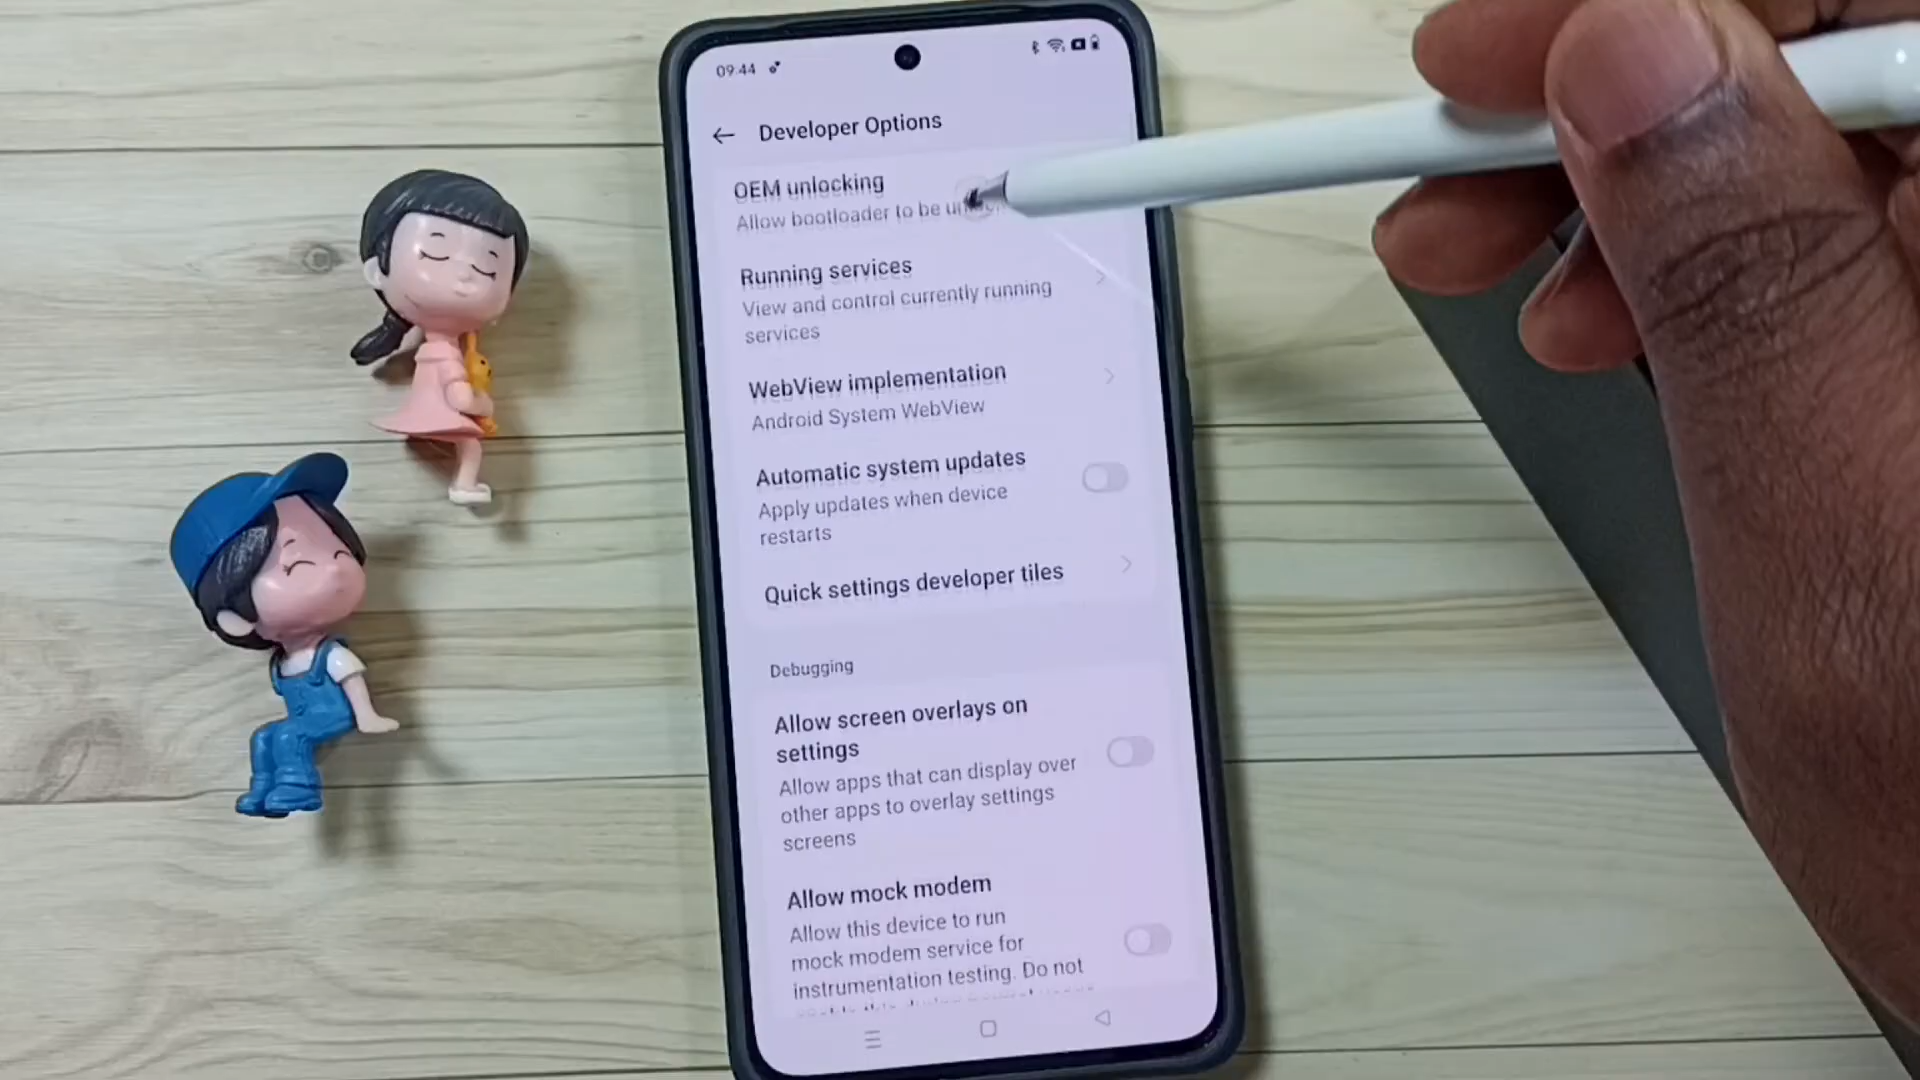 09:44
Developer Options
OEM unlocking
Allow bootloader to be
Running services
View and control currently running
services
WebView implementation
Android System WebView
Automatic system updates
Apply updates when device
restarts
Quick settings developer tiles
Debugging
Allow screen overlays on
settings
Allow apps that can display over
other apps to overlay settings
screens
Allow mock modem
Allow this device to run
mock modem service for
instrumentation testing. Do not